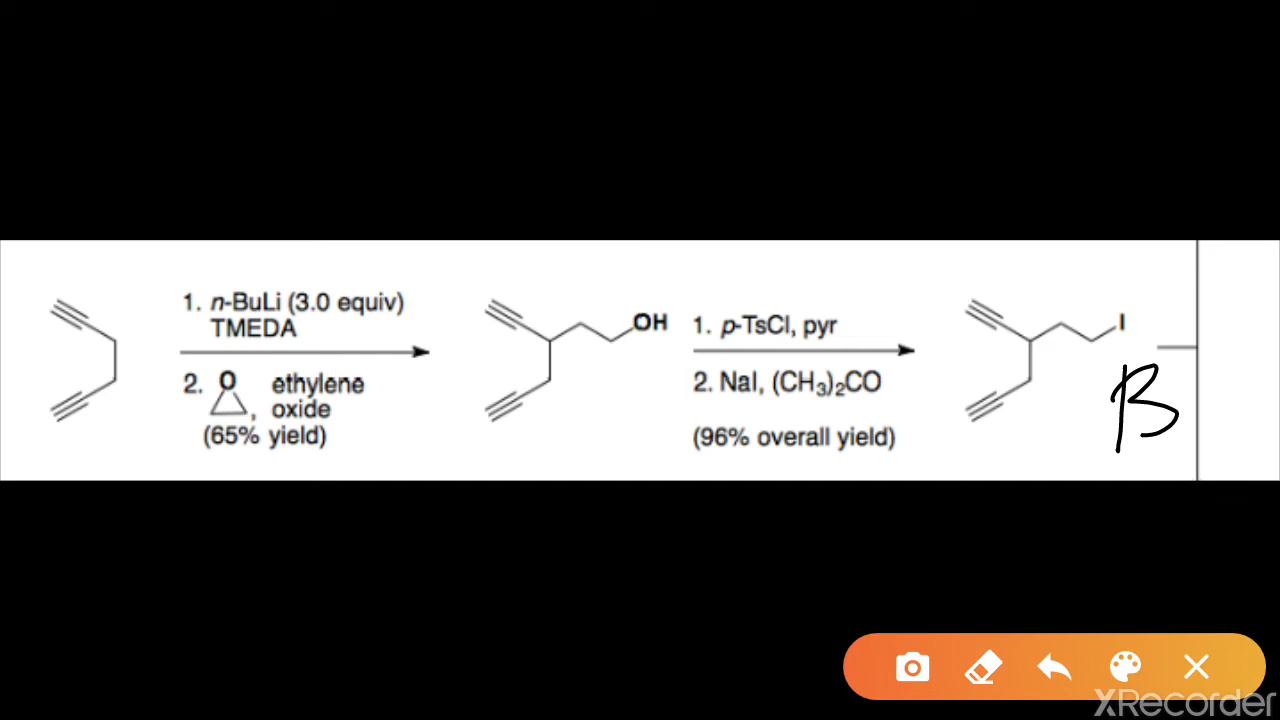 1. n-BuLi (3.0 equiv)
TMEDA
2. O ethylene
, oxide
(65% yield)
OH
1. p-TsCl, pyr
2. NaI, (CH₃)₂CO
(96% overall yield)
I
B
XRecorder